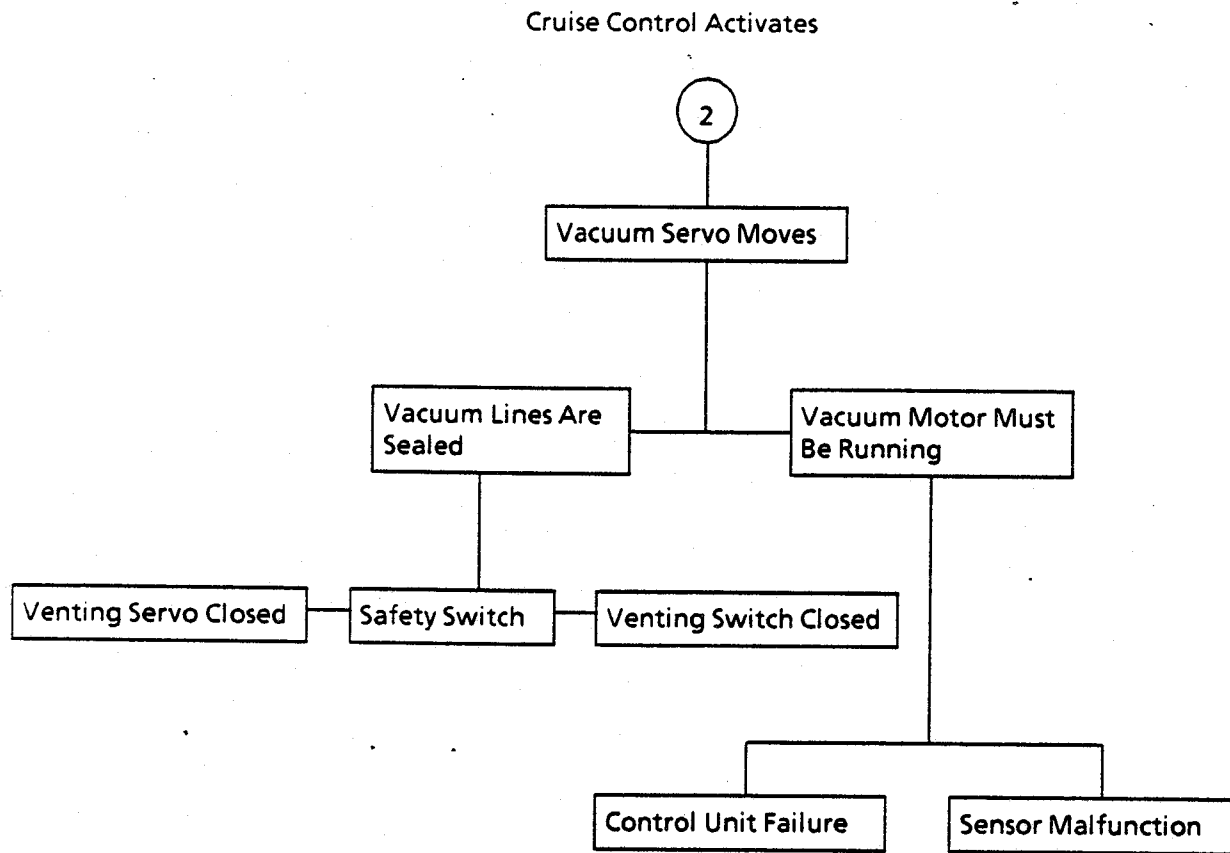 Cruise Control Activates
2
Vacuum Servo Moves
Vacuum Lines Are
Sealed
Vacuum Motor Must
Be Running
Venting Servo Closed
Safety Switch
Venting Switch Closed
Control Unit Failure
Sensor Malfunction